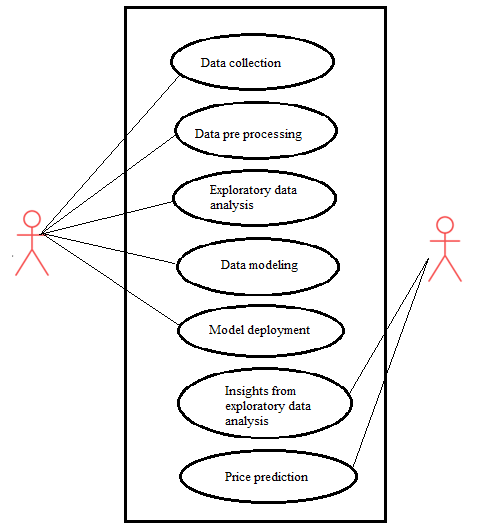 Data collection
Data pre processing
Exploratory data
analysis
Data modeling
Model deployment
Insights from
exploratory data
analysis
Price prediction